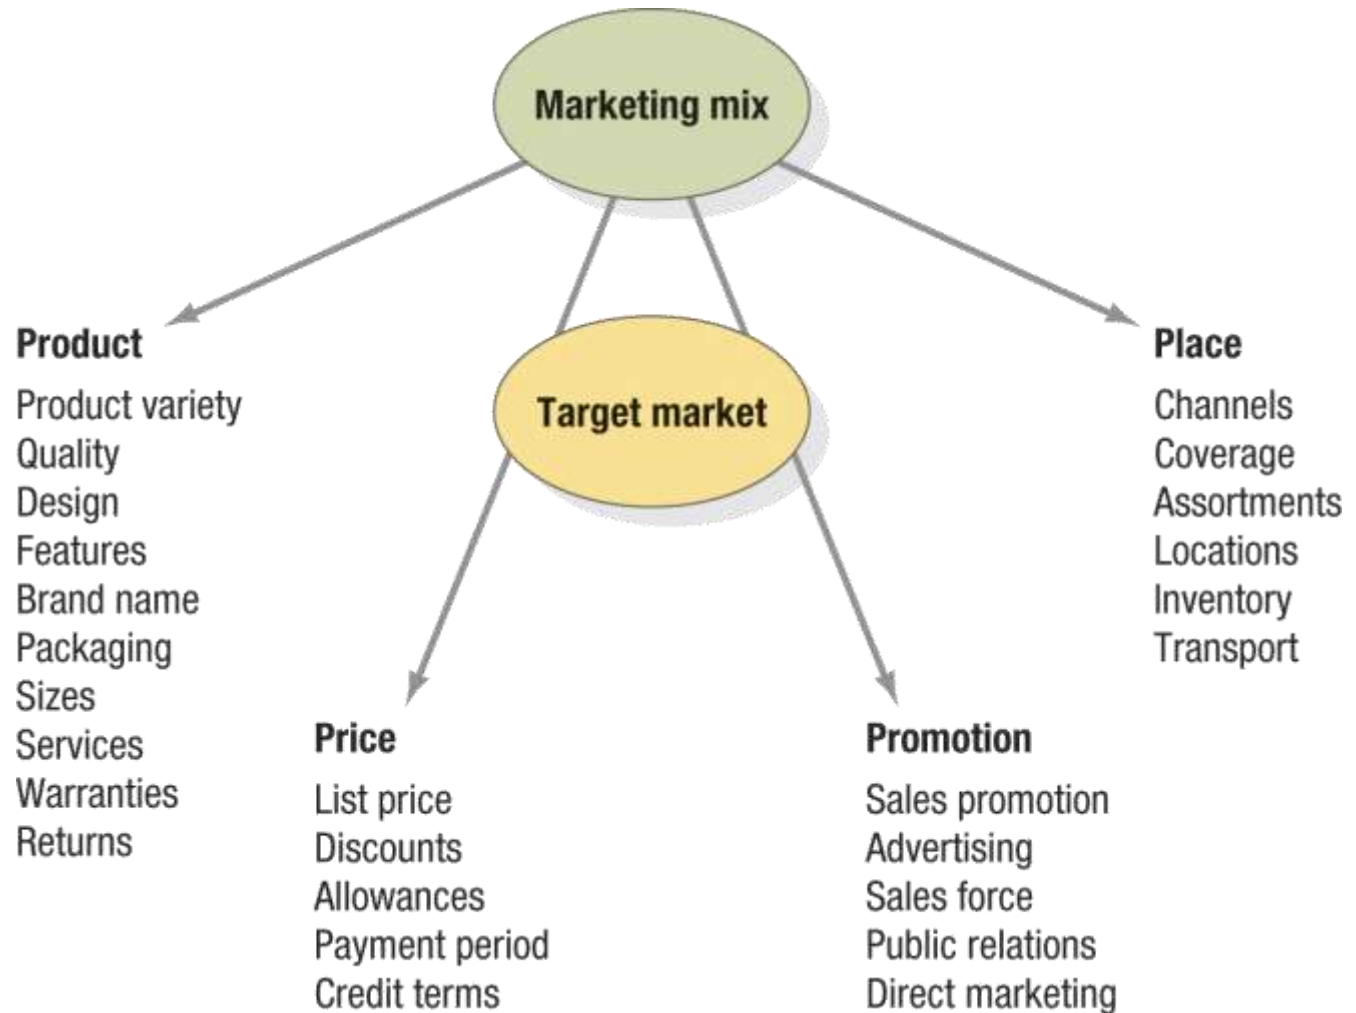 Marketing mix
Target market
Product
Product variety
Quality
Design
Features
Brand name
Packaging
Sizes
Services
Warranties
Returns
Price
List price
Discounts
Allowances
Payment period
Credit terms
Promotion
Sales promotion
Advertising
Sales force
Public relations
Direct marketing
Place
Channels
Coverage
Assortments
Locations
Inventory
Transport